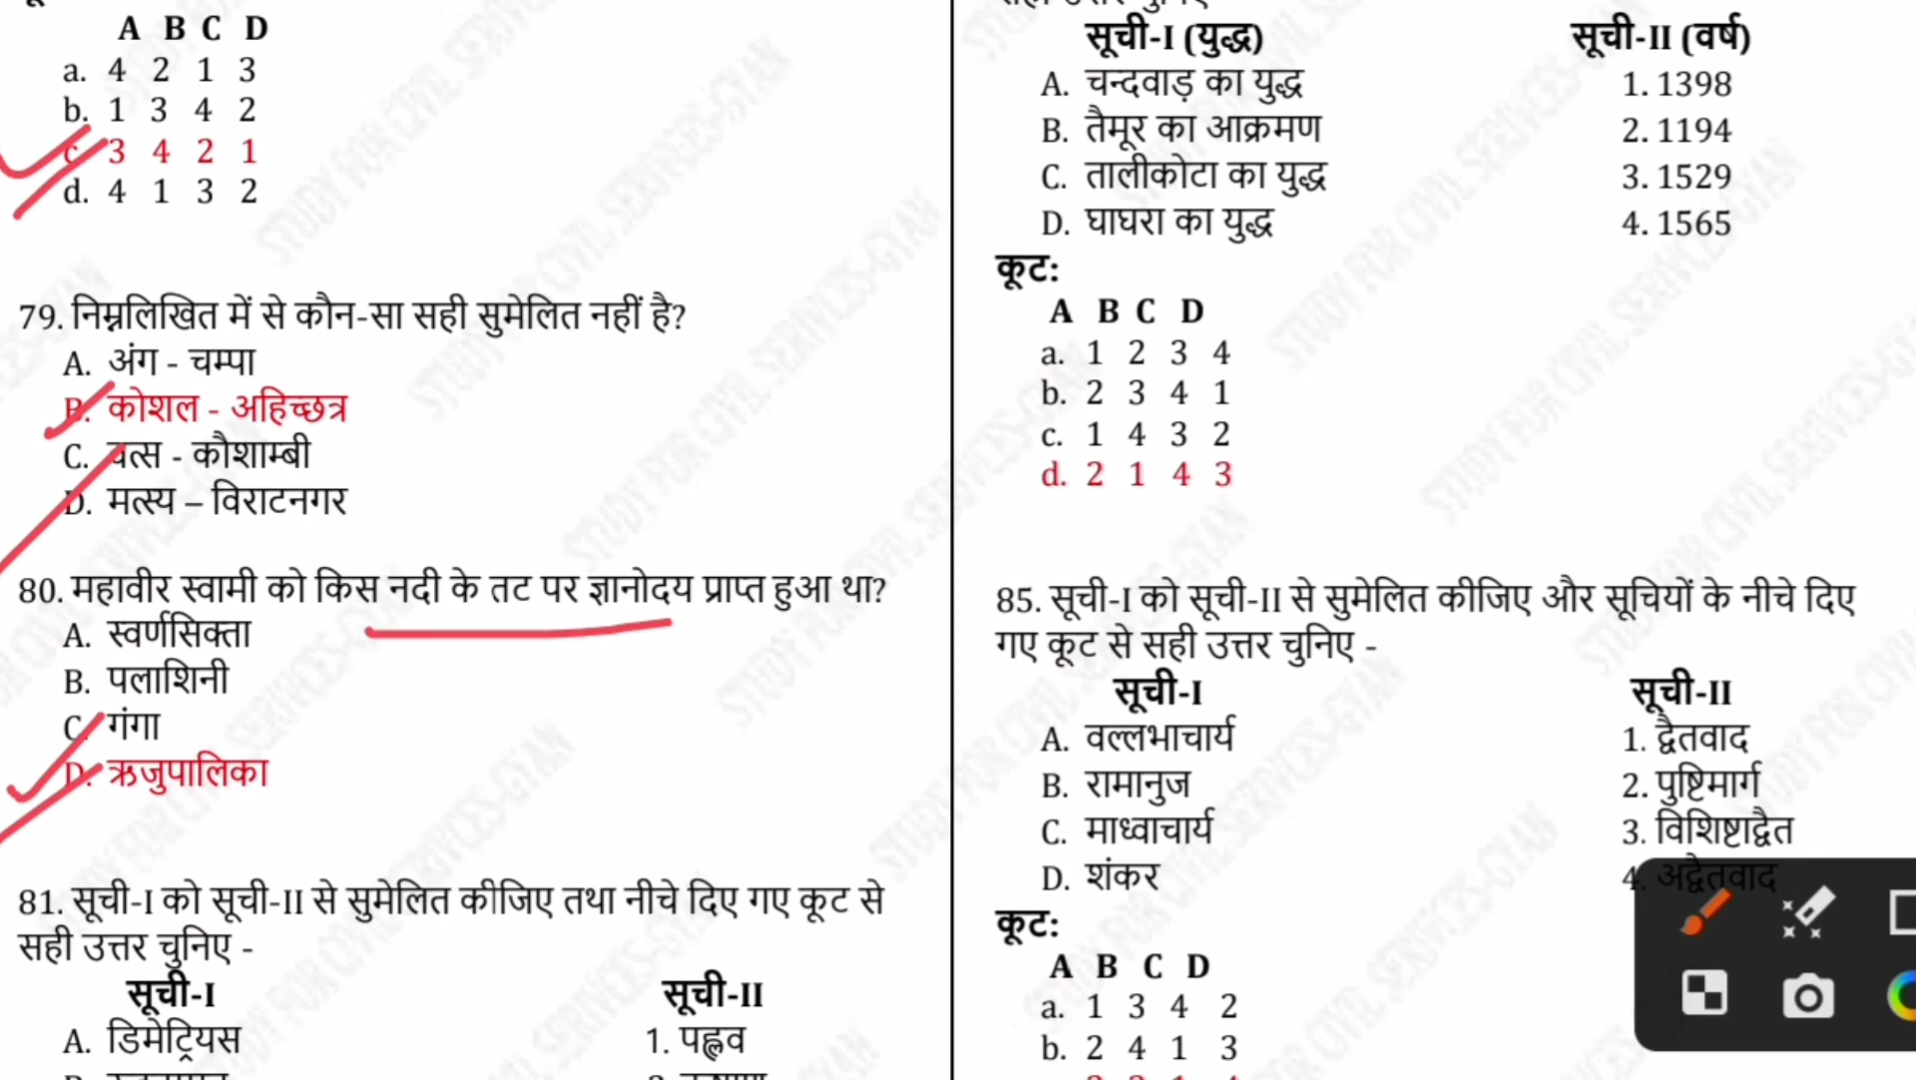 A B C D
a. 4 2 1 3
b. 1 3 4 2
c 3 4 2 1
d. 4 1 3 2
79. निम्नलिखित में से कौन-सा सही सुमेलित नहीं है?
A. अंग - चम्पा
B. कोशल - अहिच्छत्र
C. वत्स - कौशाम्बी
D. मत्स्य – विराटनगर
80. महावीर स्वामी को किस नदी के तट पर ज्ञानोदय प्राप्त हुआ था?
A. स्वर्णसिक्ता
B. पलाशिनी
C. गंगा
D. ऋजुपालिका
81. सूची-I को सूची-II से सुमेलित कीजिए तथा नीचे दिए गए कूट से
सही उत्तर चुनिए -
सूची-I सूची-II
A. डिमेट्रियस 1. पह्लव
सूची-I (युद्ध) सूची-II (वर्ष)
A. चन्दवाड़ का युद्ध 1. 1398
B. तैमूर का आक्रमण 2. 1194
C. तालीकोटा का युद्ध 3. 1529
D. घाघरा का युद्ध 4. 1565
कूट:
A B C D
a. 1 2 3 4
b. 2 3 4 1
c. 1 4 3 2
d. 2 1 4 3
85. सूची-I को सूची-II से सुमेलित कीजिए और सूचियों के नीचे दिए
गए कूट से सही उत्तर चुनिए -
सूची-I सूची-II
A. वल्लभाचार्य 1. द्वैतवाद
B. रामानुज 2. पुष्टिमार्ग
C. माध्वाचार्य 3. विशिष्टाद्वैत
D. शंकर 4. अद्वैतवाद
कूट:
A B C D
a. 1 3 4 2
b. 2 4 1 3
STUDY FOR CIVIL SERIVCES-GYAN